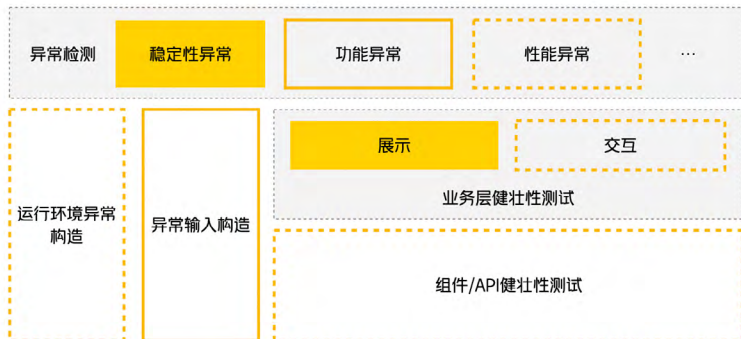 异常检测
稳定性异常
功能异常
性能异常
...
运行环境异常
构造
异常输入构造
展示
交互
业务层健壮性测试
组件/API健壮性测试